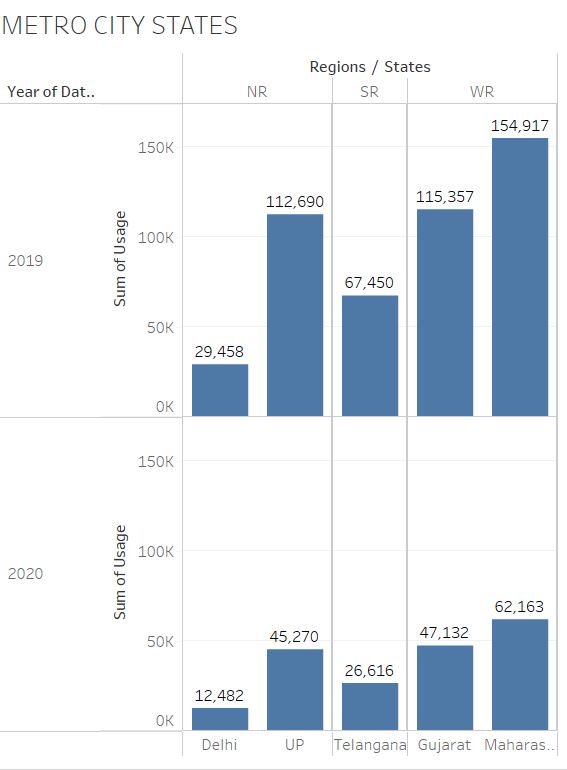 METRO CITY STATES
Regions / States
Year of Dat.. NR SR WR
2019
Sum of Usage
150K
100K
50K
0K
29,458
112,690
67,450
115,357
154,917
2020
Sum of Usage
150K
100K
50K
0K
12,482
45,270
26,616
47,132
62,163
Delhi UP Telangana Gujarat Maharas..